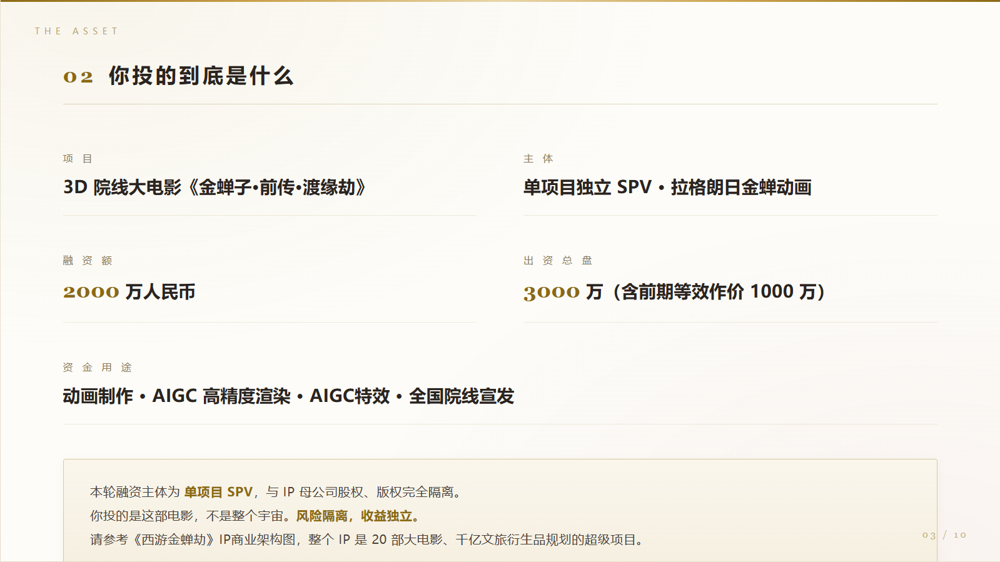 THE ASSET
02 你投的到底是什么
项目
3D 院线大电影《金蝉子·前传·渡缘劫》
主体
单项目独立 SPV · 拉格朗日金蝉动画
融资额
2000 万人民币
出资总盘
3000 万（含前期等效作价 1000 万）
资金用途
动画制作 · AIGC 高精度渲染 · AIGC特效 · 全国院线宣发
本轮融资主体为 单项目 SPV，与 IP 母公司股权、版权完全隔离。
你投的是这部电影，不是整个宇宙。风险隔离，收益独立。
请参考《西游金蝉劫》IP商业架构图，整个 IP 是 20 部大电影、千亿文旅衍生品规划的超级项目。
03 / 10